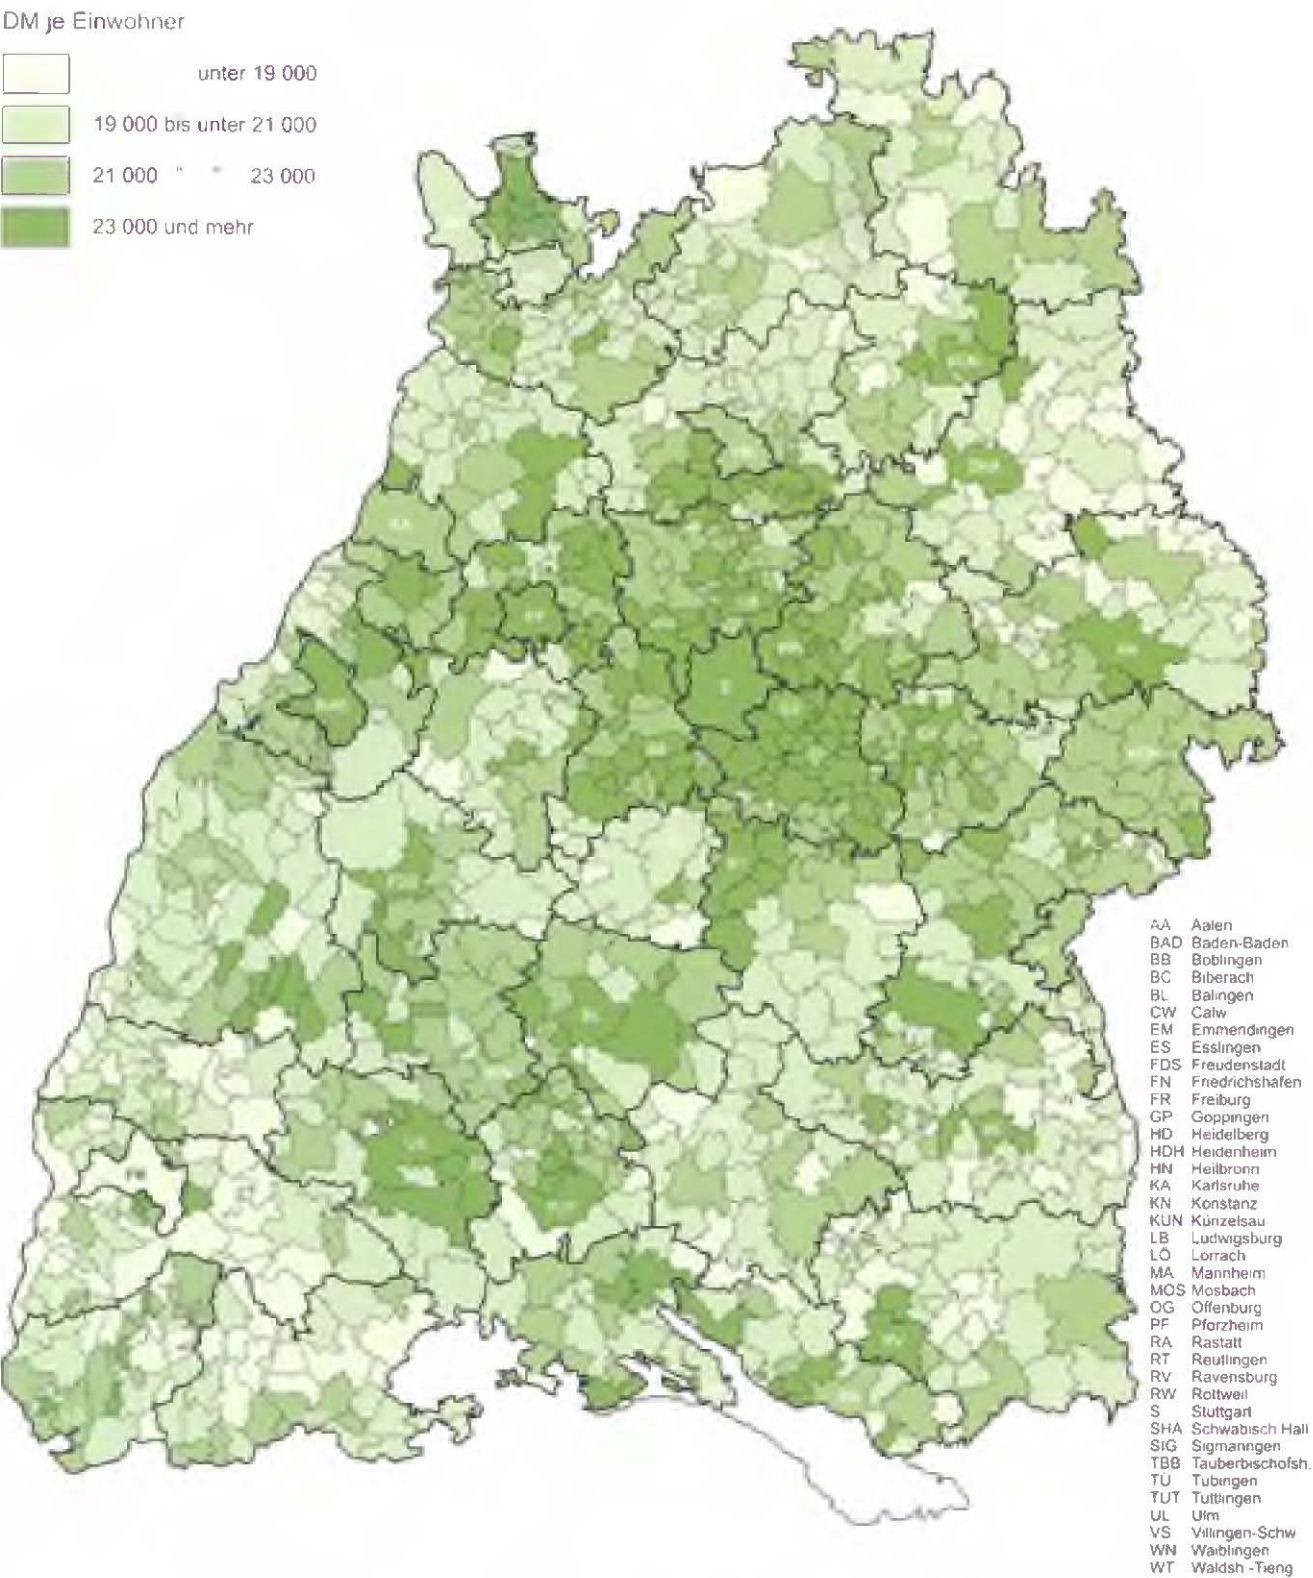 DM je Einwohner
unter 19 000
19 000 bis unter 21 000
21 000 " " 23 000
23 000 und mehr
FR
S
AA Aalen
BAD Baden-Baden
BB Boblingen
BC Biberach
BL Balingen
CW Calw
EM Emmendingen
ES Esslingen
FDS Freudenstadt
FN Friedrichshafen
FR Freiburg
GP Goppingen
HD Heidelberg
HDH Heidenheim
HN Heilbronn
KA Karlsruhe
KN Konstanz
KUN Künzelsau
LB Ludwigsburg
LÖ Lorrach
MA Mannheim
MOS Mosbach
OG Offenburg
PF Pforzheim
RA Rastatt
RT Reutlingen
RV Ravensburg
RW Rottweil
S Stuttgart
SHA Schwabisch Hall
SIG Sigmaringen
TBB Tauberbischofsh.
TÜ Tubingen
TUT Tuttlingen
UL Ulm
VS Villingen-Schw
WN Waiblingen
WT Waldsh.-Tieng